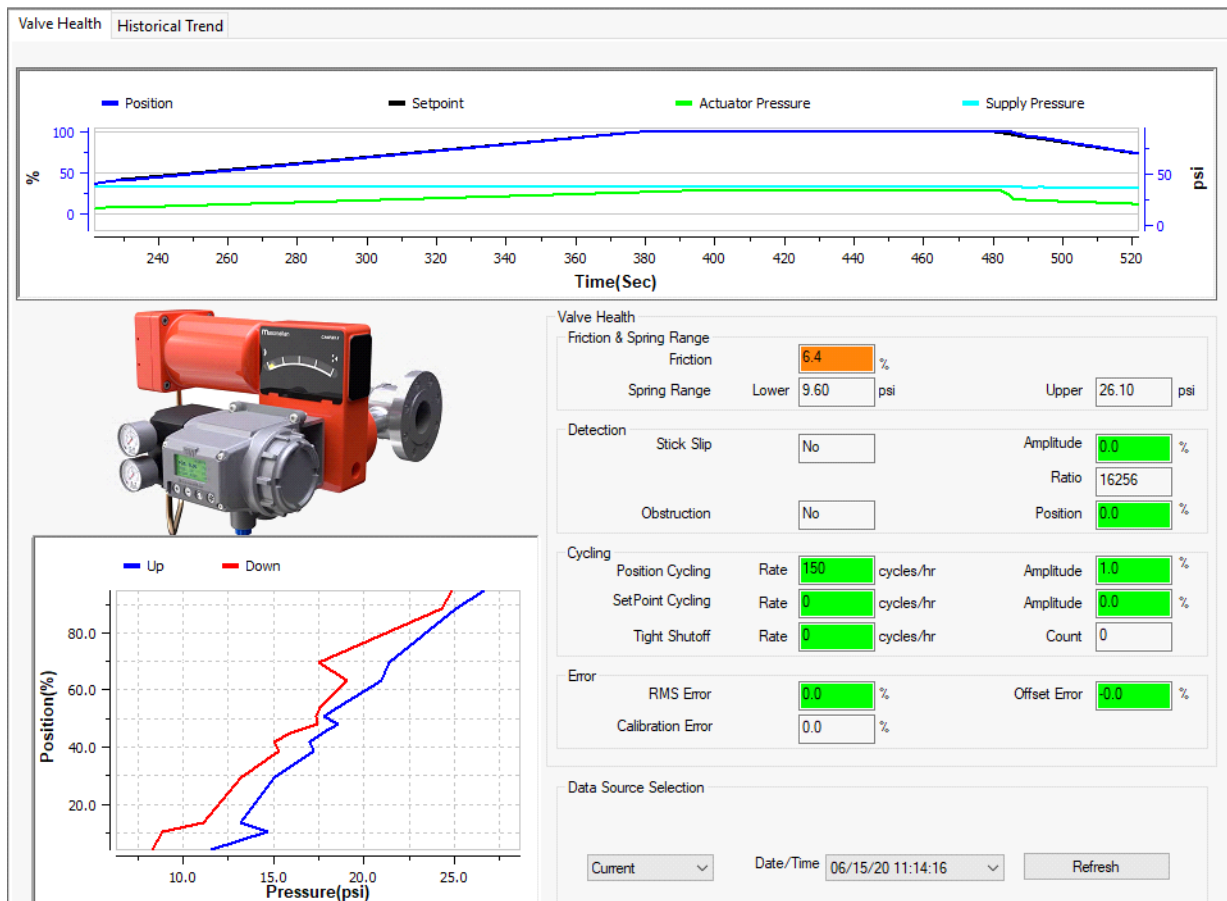 Valve Health Historical Trend
Position Setpoint Actuator Pressure Supply Pressure
100
50
0
%
50
0
psi
240 260 280 300 320 340 360 380 400 420 440 460 480 500 520
Time(Sec)
Masoneilan
Valve Health
Friction & Spring Range
Friction 6.4 %
Spring Range Lower 9.60 psi Upper 26.10 psi
Detection
Stick Slip No Amplitude 0.0 %
Ratio 16256
Obstruction No Position 0.0 %
Cycling
Position Cycling Rate 150 cycles/hr Amplitude 1.0 %
SetPoint Cycling Rate 0 cycles/hr Amplitude 0.0 %
Tight Shutoff Rate 0 cycles/hr Count 0
Error
RMS Error 0.0 % Offset Error -0.0 %
Calibration Error 0.0 %
Data Source Selection
Current Date/Time 06/15/20 11:14:16 Refresh
Up Down
80.0
60.0
40.0
20.0
Position(%)
10.0 15.0 20.0 25.0
Pressure(psi)